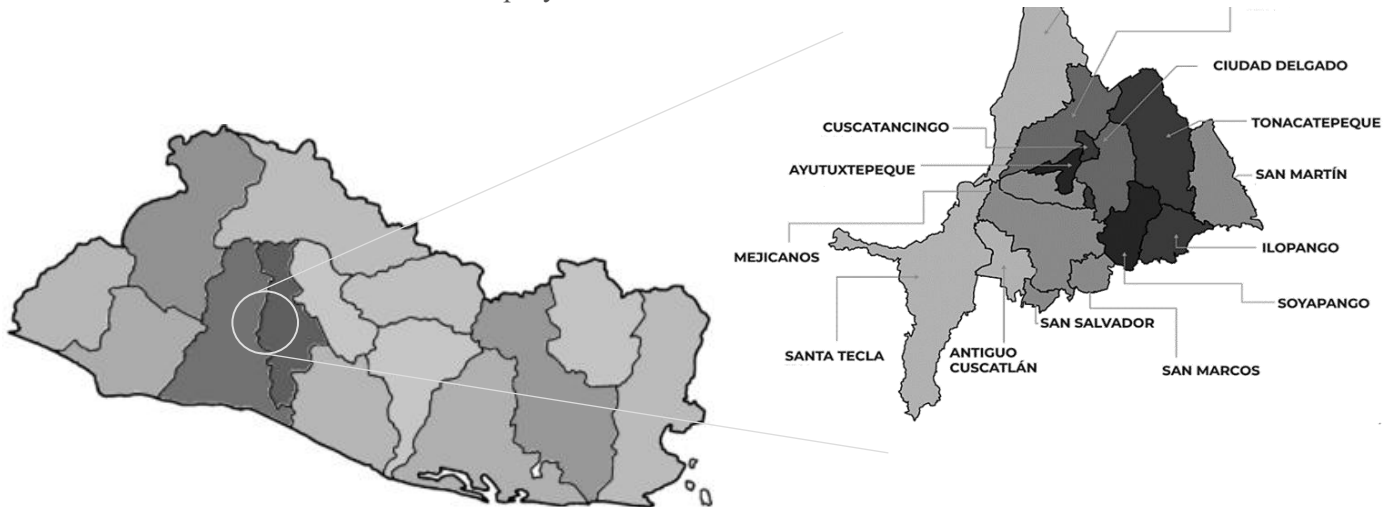 CIUDAD DELGADO
CUSCATANCINGO
TONACATEPEQUE
AYUTUXTEPEQUE
SAN MARTÍN
MEJICANOS
ILOPANGO
SOYAPANGO
SAN SALVADOR
SANTA TECLA
ANTIGUO
CUSCATLÁN
SAN MARCOS